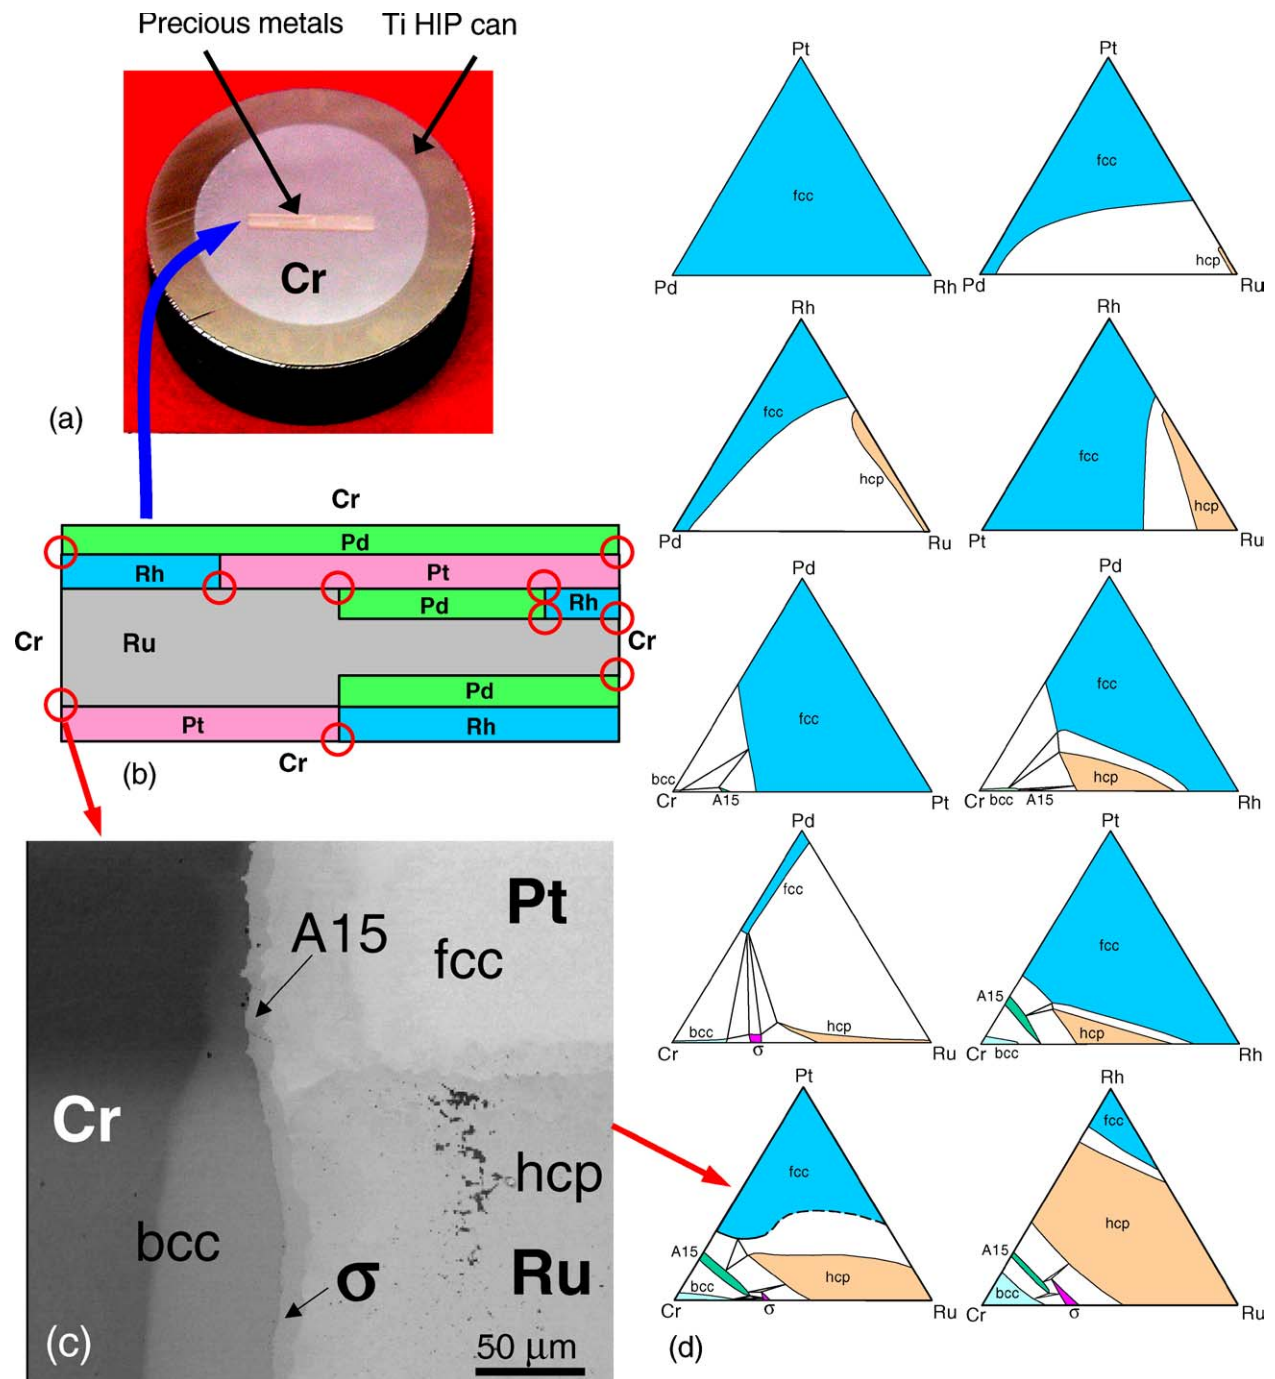 Precious metals
Ti HIP can
Cr
(a)
Cr
Pd
Rh
Pt
Pd
Rh
Cr
Ru
Cr
Pd
Pt
Rh
Cr
(b)
A15
Pt
fcc
Cr
hcp
bcc
σ
Ru
(c)
50 μm
Pt
fcc
Pd
Rh
Pt
fcc
hcp
Pd
Ru
Rh
fcc
hcp
Pd
Ru
Rh
fcc
hcp
Pt
Ru
Pd
fcc
bcc
Cr
A15
Pt
Pd
fcc
hcp
Cr
bcc
A15
Rh
Pd
fcc
bcc
hcp
Cr
σ
Ru
Pt
fcc
A15
hcp
Cr
bcc
Rh
Pt
fcc
A15
bcc
hcp
Cr
σ
Ru
Rh
fcc
hcp
A15
bcc
Cr
σ
Ru
(d)